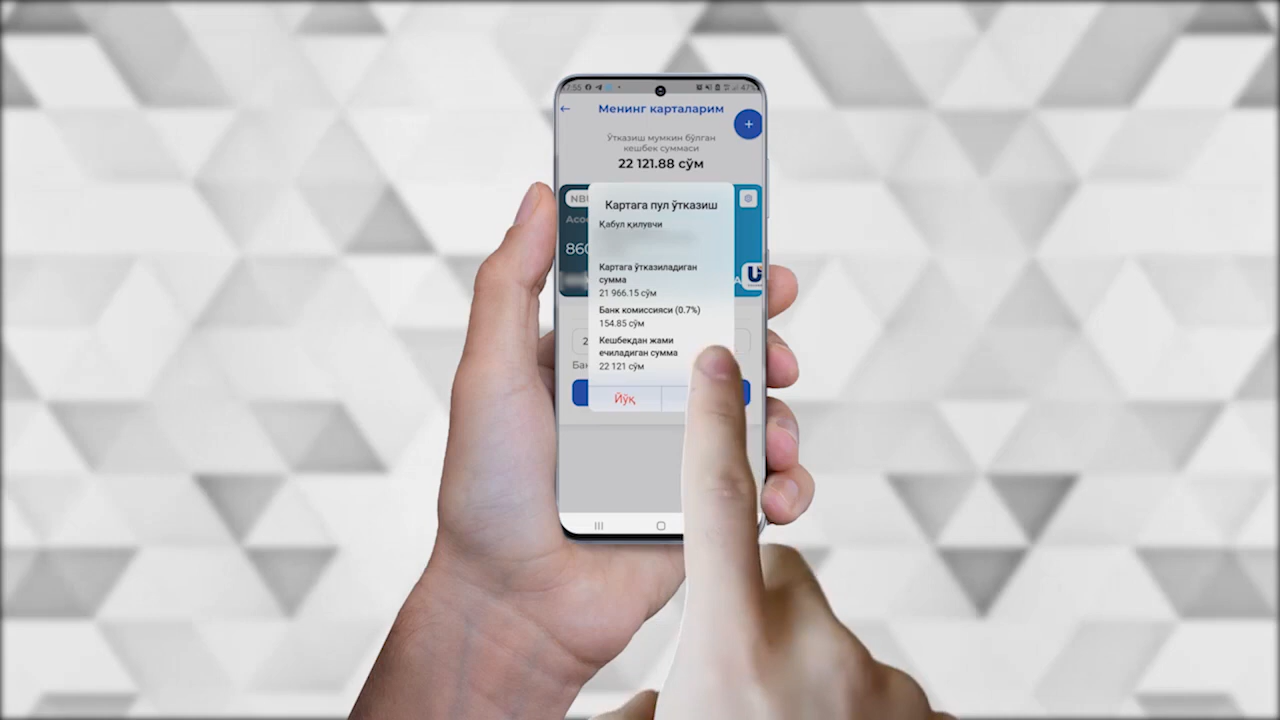 47%
Менинг карталарим
+
Ўтказиш мумкин бўлган
кешбек суммаси
22 121.88 сўм
Картага пул ўтказиш
Қабул қилувчи
Картага ўтказиладиган
сумма
21 966.15 сўм
Банк комиссияси (0.7%)
154.85 сўм
Кешбекдан жами
ечиладиган сумма
22 121 сўм
Йўқ